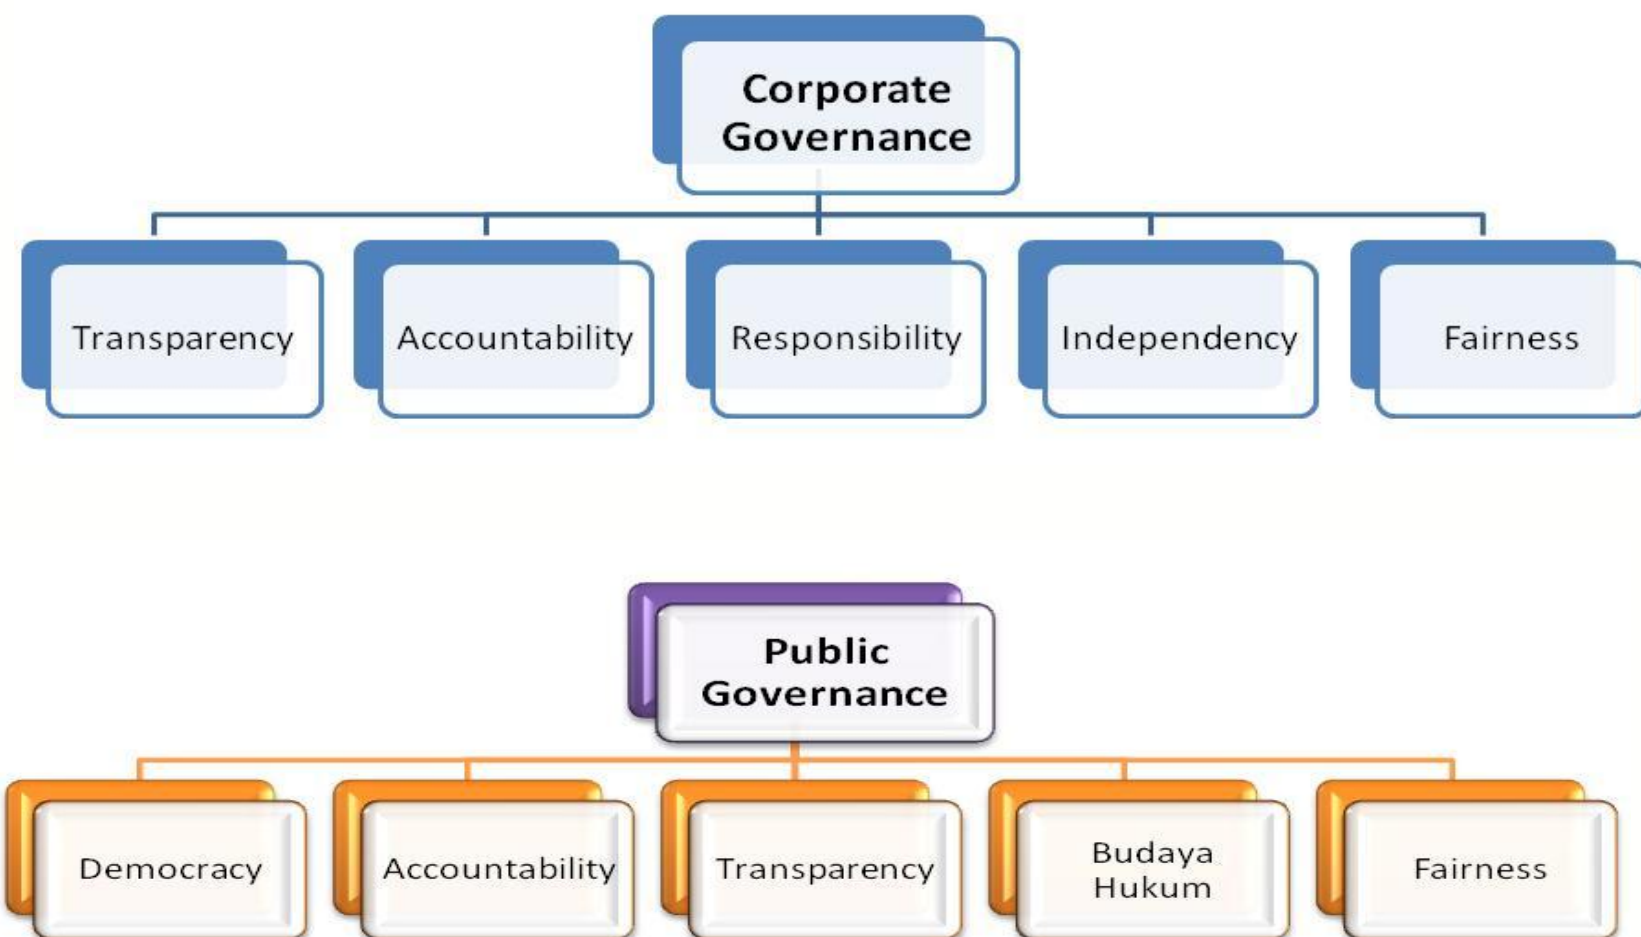 Corporate
Governance
Transparency
Accountability
Responsibility
Independency
Fairness
Public
Governance
Democracy
Accountability
Transparency
Budaya
Hukum
Fairness